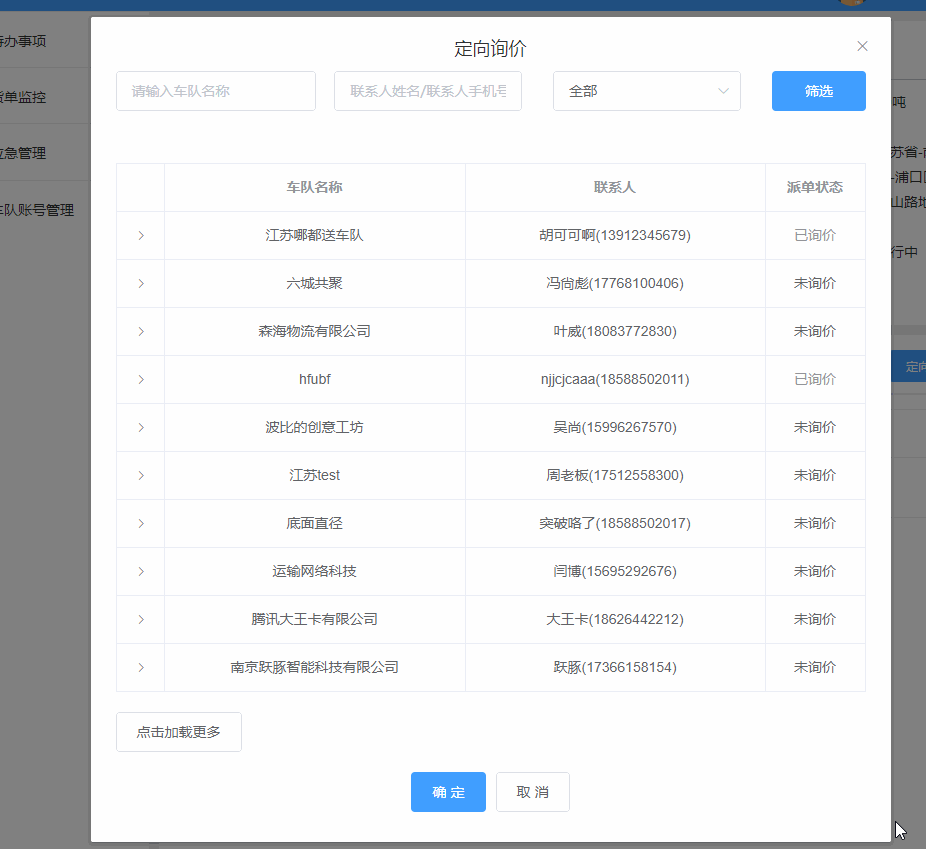 定向询价
请输入车队名称 联系人姓名/联系人手机号 全部 筛选
车队名称 联系人 派单状态
江苏哪都送车队 胡可可啊(13912345679) 已询价
六城共聚 冯尙彪(17768100406) 未询价
森海物流有限公司 叶威(18083772830) 未询价
hfubf njjcjcaaa(18588502011) 已询价
波比的创意工坊 吴尚(15996267570) 未询价
江苏test 周老板(17512558300) 未询价
底面直径 突破咯了(18588502017) 未询价
运输网络科技 闫博(15695292676) 未询价
腾讯大王卡有限公司 大王卡(18626442212) 未询价
南京跃豚智能科技有限公司 跃豚(17366158154) 未询价
点击加载更多
确 定 取 消
办事项
单监控
急管理
队账号管理
吨
苏省-
-浦口
山路地
行中
定向